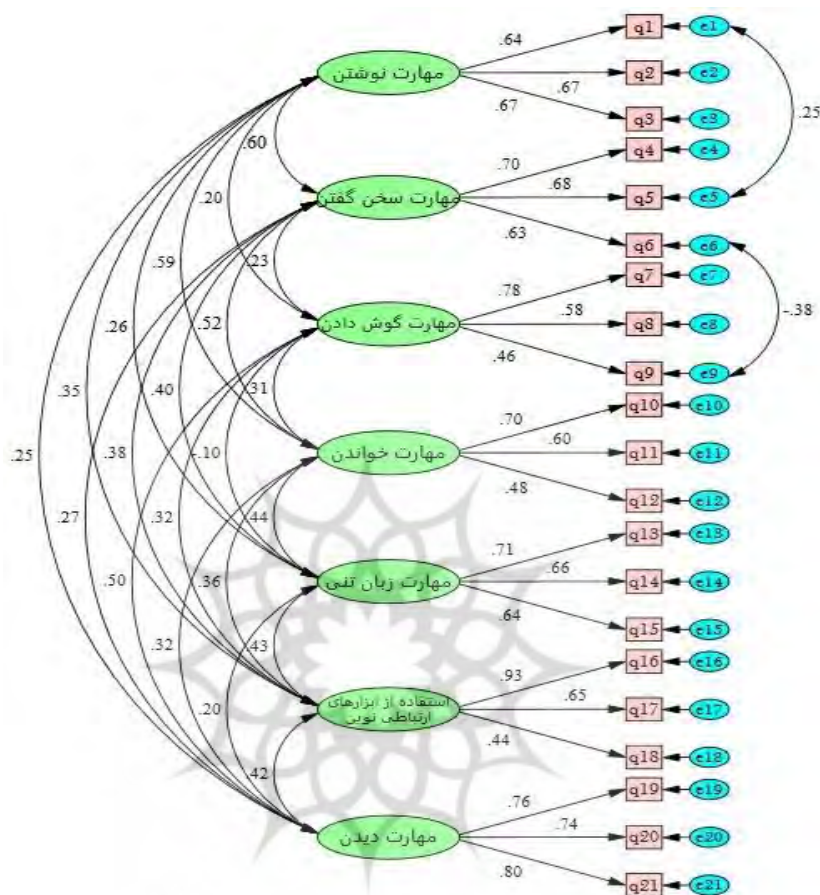 .64 q1 e1
مهارت نوشتن .67 q2 e2
.67 q3 e3
.25
.60
.70 q4 e4
مهارت سخن گفتن .68 q5 e5
.20
.63 q6 e6
.59 .23
.78 q7 e7
-.38
.26 .52 مهارت گوش دادن .58 q8 e8
.46 q9 e9
.35 .40 .31
.70 q10 e10
.25 .38 -.10 مهارت خواندن .60 q11 e11
.48 q12 e12
.27 .32 .44
.71 q13 e13
.50 .36 مهارت زبان تنی .66 q14 e14
.64 q15 e15
.32 .43
.93 q16 e16
.20 استفاده از ابزارهای
ارتباطی نوین .65 q17 e17
.44 q18 e18
.42
.76 q19 e19
مهارت دیدن .74 q20 e20
.80 q21 e21